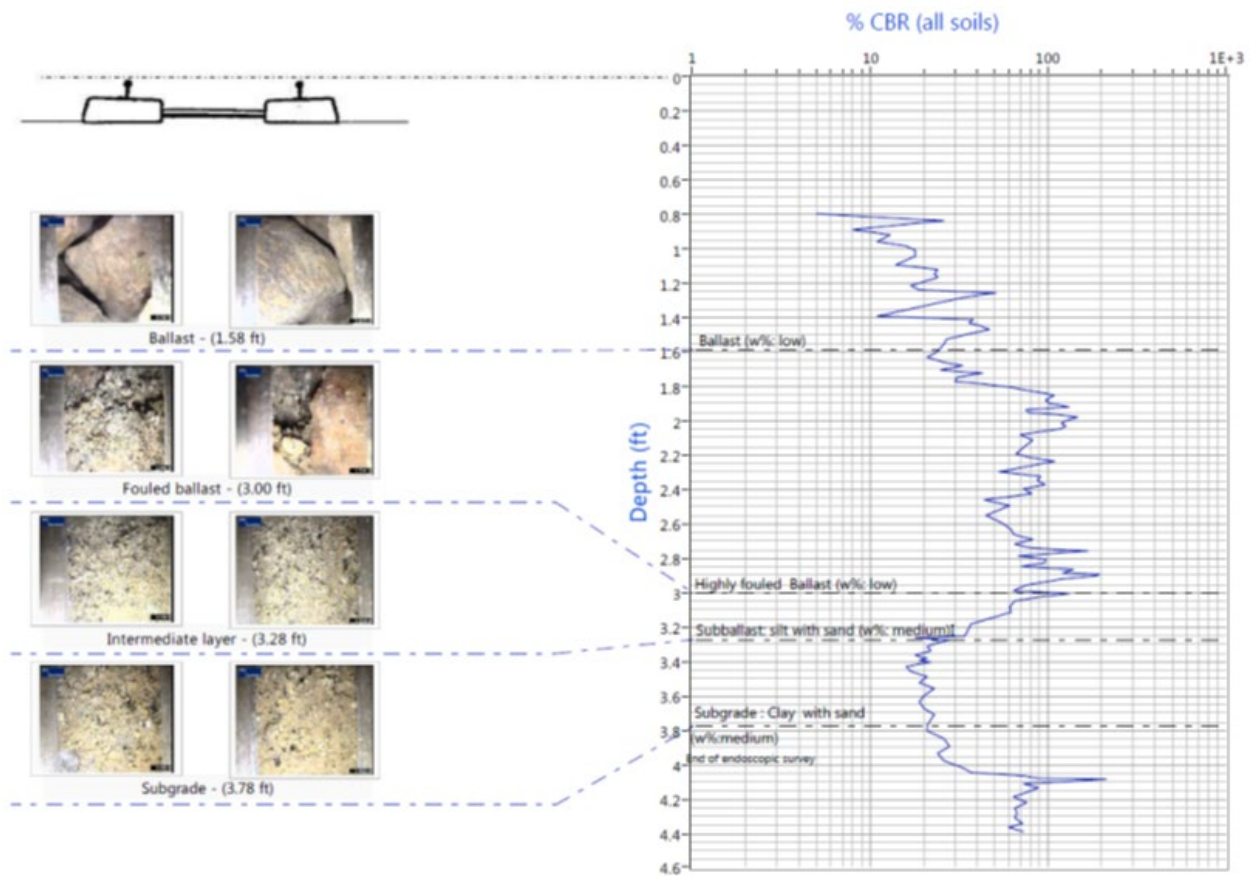 % CBR (all soils)
1 10 100 1E+3
0
0.2
0.4
0.6
0.8
1
1.2
1.4
1.6
1.8
2
2.2
2.4
2.6
2.8
3
3.2
3.4
3.6
3.8
4
4.2
4.4
4.6
Depth (ft)
Ballast - (1.58 ft)
Ballast (w%: low)
Fouled ballast - (3.00 ft)
Highly fouled Ballast (w%: low)
Intermediate layer - (3.28 ft)
Subballast: silt with sand (w%: medium)
Subgrade - (3.78 ft)
Subgrade : Clay with sand
(w%:medium)
End of endoscopic survey